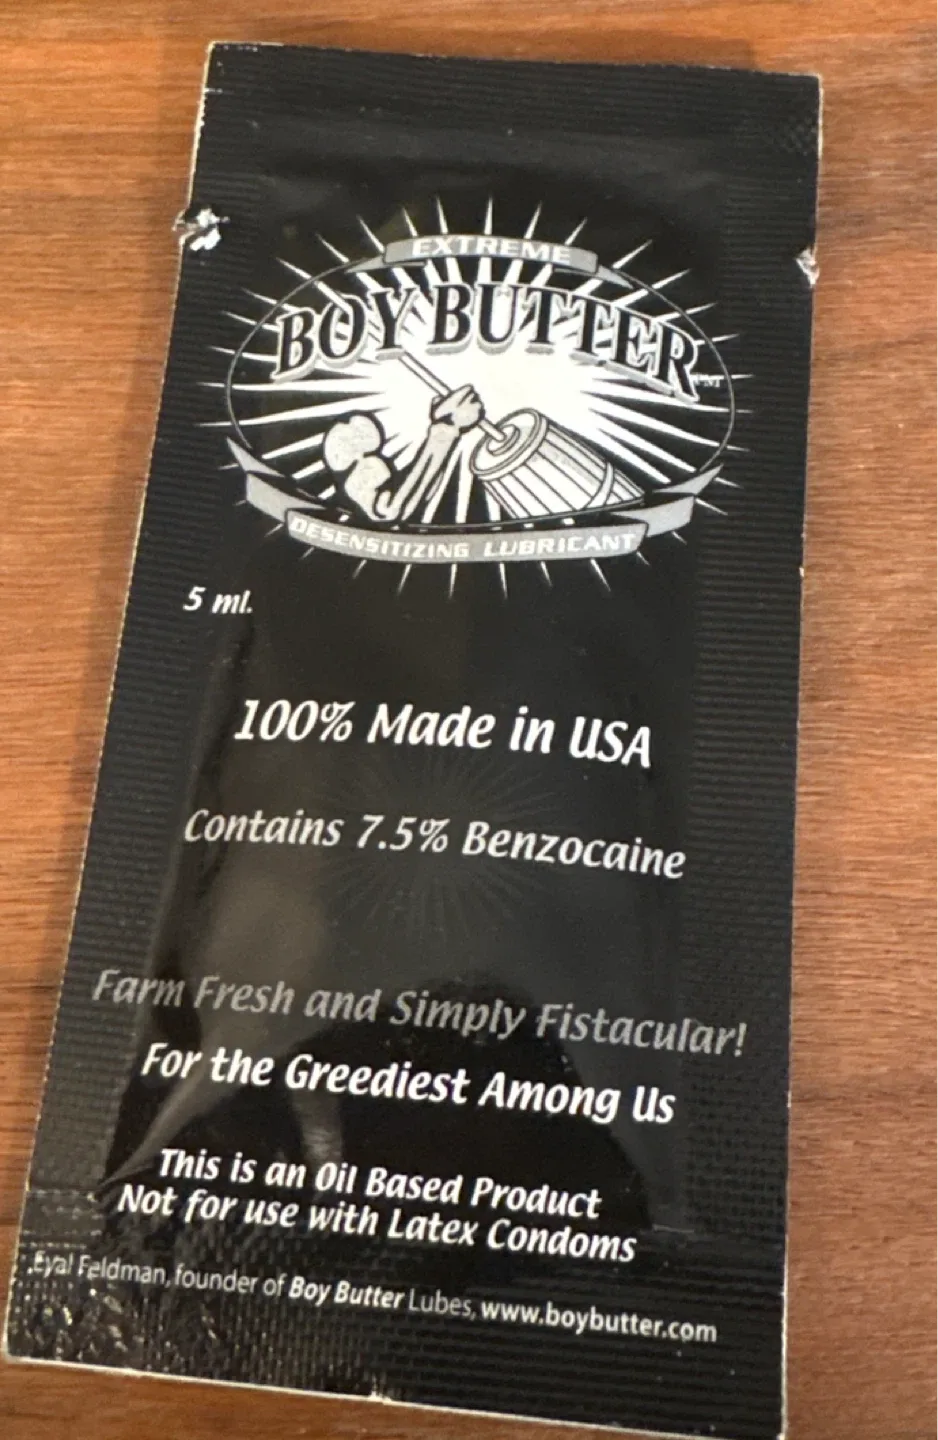 EXTREME
BOY BUTTER™
DESENSITIZING LUBRICANT
5 ml.
100% Made in USA
Contains 7.5% Benzocaine
Farm Fresh and Simply Fistacular!
For the Greediest Among Us
This is an Oil Based Product
Not for use with Latex Condoms
Eyal Feldman, founder of Boy Butter Lubes, www.boybutter.com